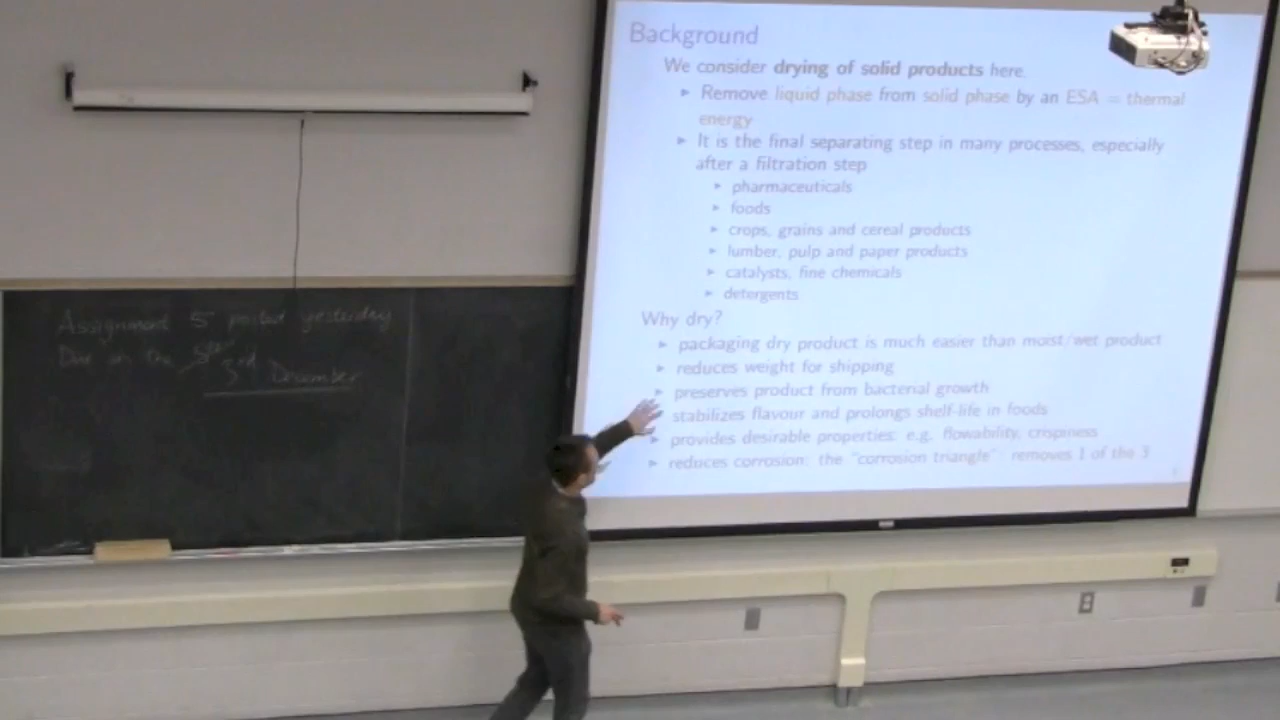 Background
We consider drying of solid products here.
▶ Remove liquid phase from solid phase by an ESA = thermal
energy
▶ It is the final separating step in many processes, especially
after a filtration step
▶ pharmaceuticals
▶ foods
▶ crops, grains and cereal products
▶ lumber, pulp and paper products
▶ catalysts, fine chemicals
▶ detergents
Why dry?
▶ packaging dry product is much easier than moist/wet product
▶ reduces weight for shipping
▶ preserves product from bacterial growth
stabilizes flavour and prolongs shelf-life in foods
▶ provides desirable properties: e.g. flowability, crispiness
▶ reduces corrosion: the "corrosion triangle": removes 1 of the 3
Assignment 5 posted yesterday
Due on the
3rd December